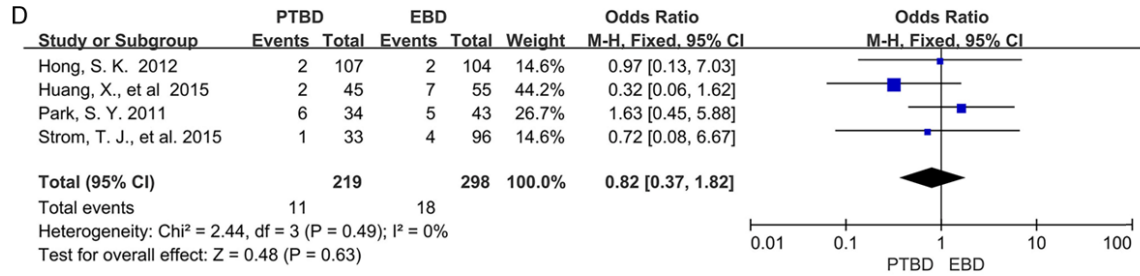 D
PTBD EBD Odds Ratio Odds Ratio
Study or Subgroup Events Total Events Total Weight M-H, Fixed, 95% CI M-H, Fixed, 95% CI
Hong, S. K. 2012 2 107 2 104 14.6% 0.97 [0.13, 7.03]
Huang, X., et al 2015 2 45 7 55 44.2% 0.32 [0.06, 1.62]
Park, S. Y. 2011 6 34 5 43 26.7% 1.63 [0.45, 5.88]
Strom, T. J., et al. 2015 1 33 4 96 14.6% 0.72 [0.08, 6.67]
Total (95% CI) 219 298 100.0% 0.82 [0.37, 1.82]
Total events 11 18
Heterogeneity: Chi² = 2.44, df = 3 (P = 0.49); I² = 0%
Test for overall effect: Z = 0.48 (P = 0.63)
0.01 0.1 1 10 100
PTBD EBD